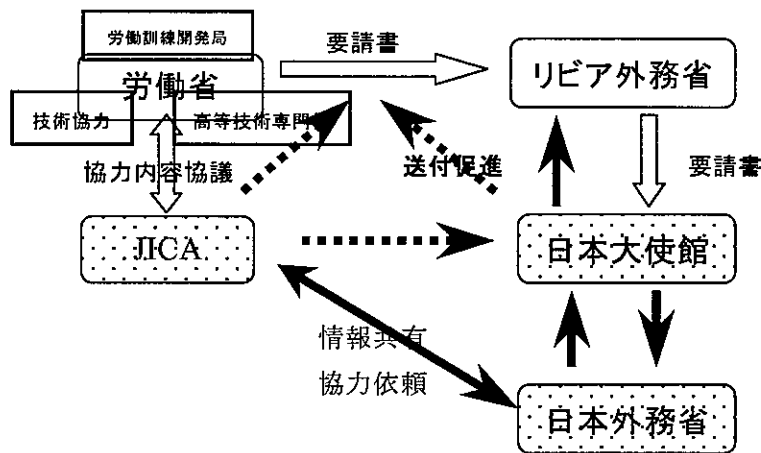 労働訓練開発局
要請書
労働省
リビア外務省
技術協力
高等技術専門
協力内容協議
送付促進
要請書
JICA
日本大使館
情報共有
協力依頼
日本外務省